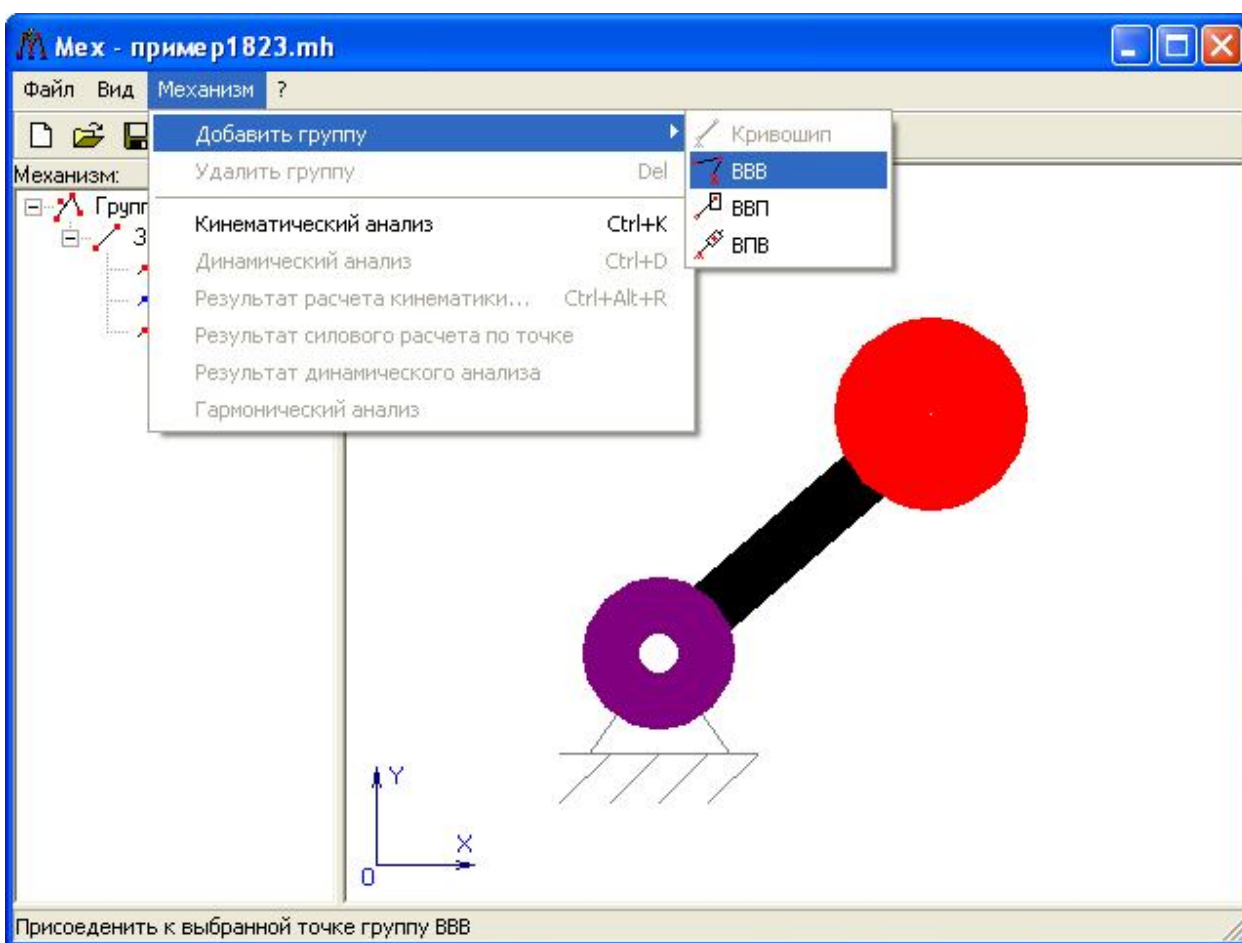 Мех - пример1823.mh
Файл Вид Механизм ?
Добавить группу
Кривошип
Механизм:
Удалить группу Del
ВВВ
Групп
ВВП
З
Кинематический анализ Ctrl+K
ВПВ
Динамический анализ Ctrl+D
Результат расчета кинематики... Ctrl+Alt+R
Результат силового расчета по точке
Результат динамического анализа
Гармонический анализ
Y
X
0
Присоеденить к выбранной точке группу ВВВ